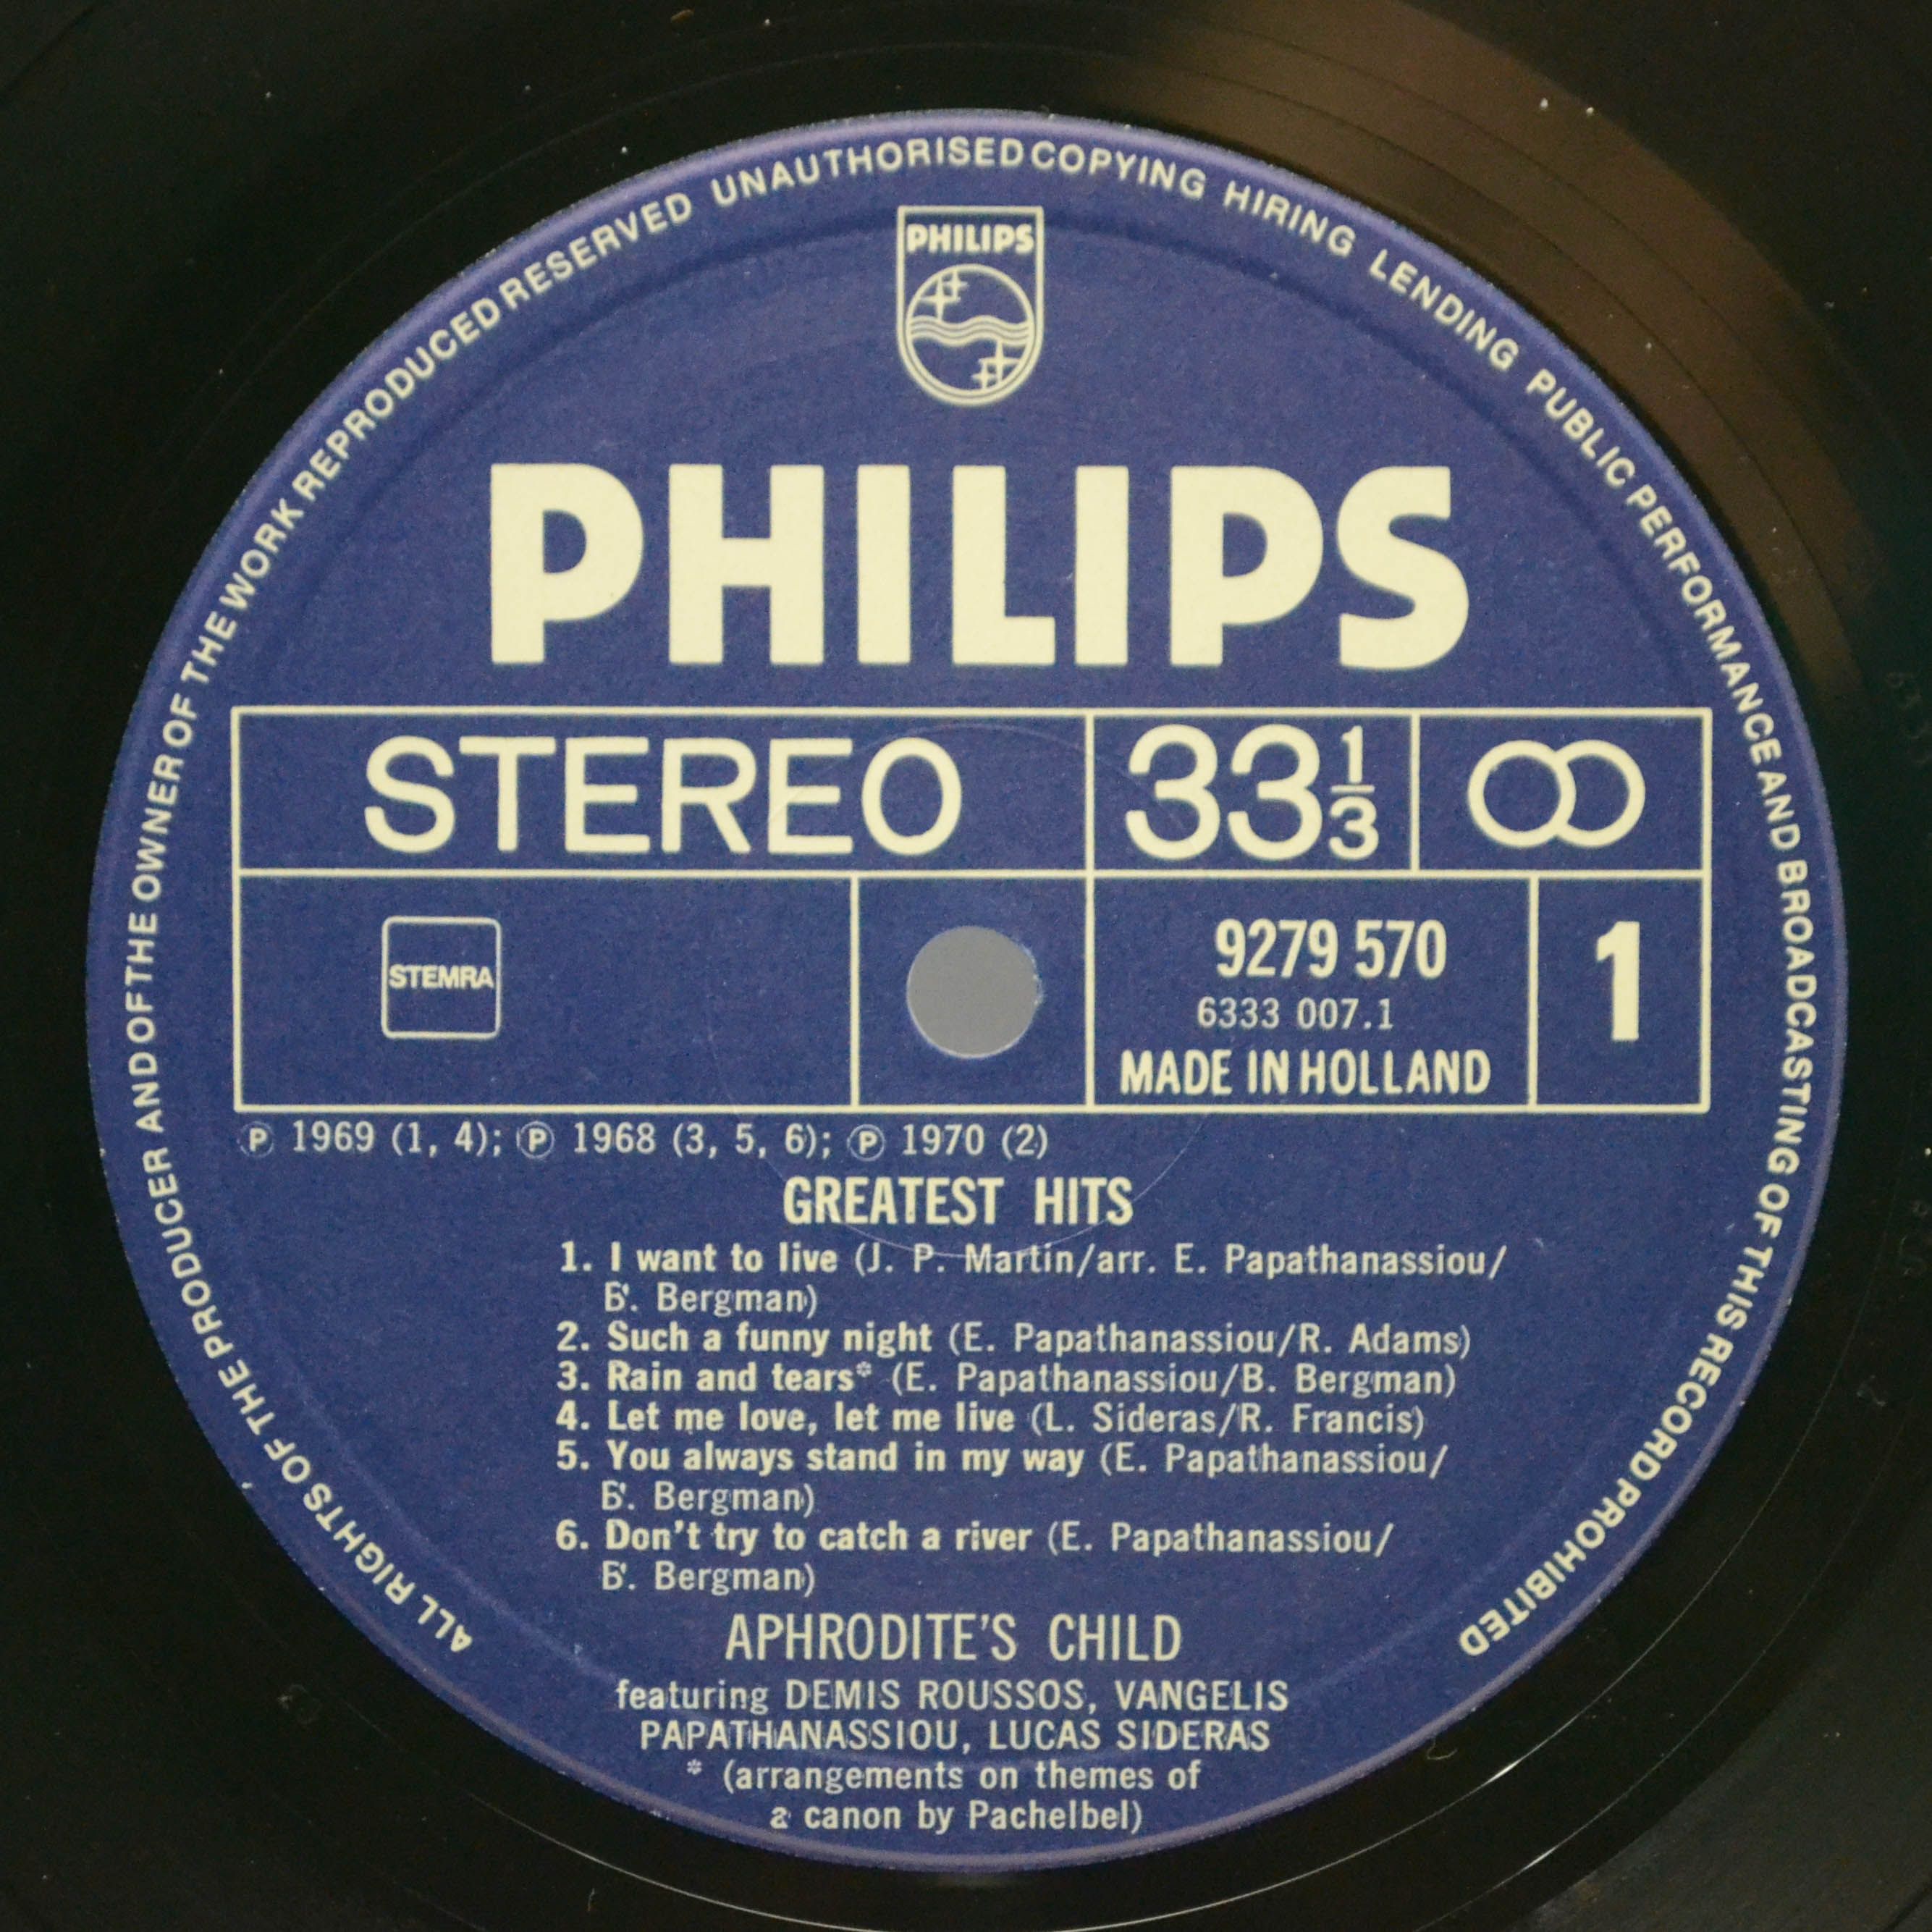 ALL RIGHTS OF THE PRODUCER AND OF THE OWNER OF THE WORK REPRODUCED RESERVED UNAUTHORISED COPYING HIRING LENDING PUBLIC PERFORMANCE AND BROADCASTING OF THIS RECORD PROHIBITED
PHILIPS
PHILIPS
STEREO 33 1/3
STEMRA
9279 570 1
6333 007.1
MADE IN HOLLAND
Ⓟ 1969 (1, 4); Ⓟ 1968 (3, 5, 6); Ⓟ 1970 (2)
GREATEST HITS
1. I want to live (J. P. Martin/arr. E. Papathanassiou/
B. Bergman)
2. Such a funny night (E. Papathanassiou/R. Adams)
3. Rain and tears* (E. Papathanassiou/B. Bergman)
4. Let me love, let me live (L. Sideras/R. Francis)
5. You always stand in my way (E. Papathanassiou/
B. Bergman)
6. Don't try to catch a river (E. Papathanassiou/
B. Bergman)
APHRODITE'S CHILD
featuring DEMIS ROUSSOS, VANGELIS
PAPATHANASSIOU, LUCAS SIDERAS
* (arrangements on themes of
a canon by Pachelbel)